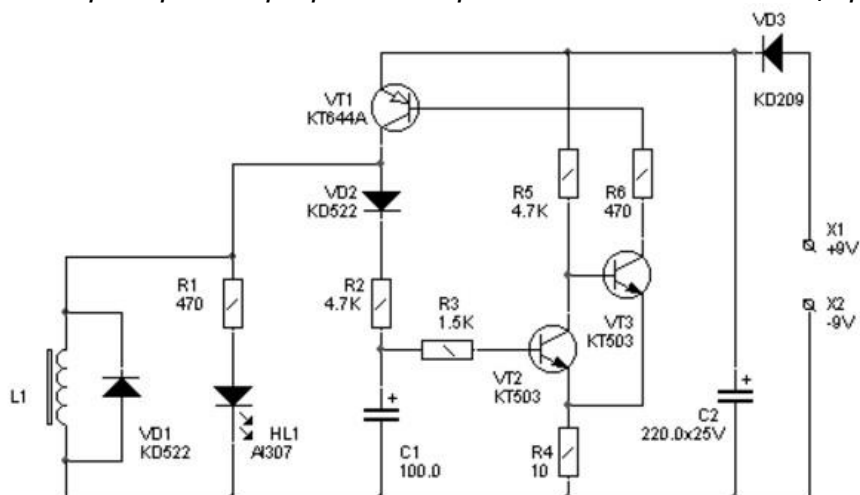 VD3
KD209
VT1
KT644A
VD2
KD522
R5
4.7K
R6
470
X1
+9V
X2
-9V
R1
470
R2
4.7K
R3
1.5K
VT3
KT503
VT2
KT503
L1
VD1
KD522
HL1
AI307
+
C1
100.0
R4
10
+
C2
220.0x25V